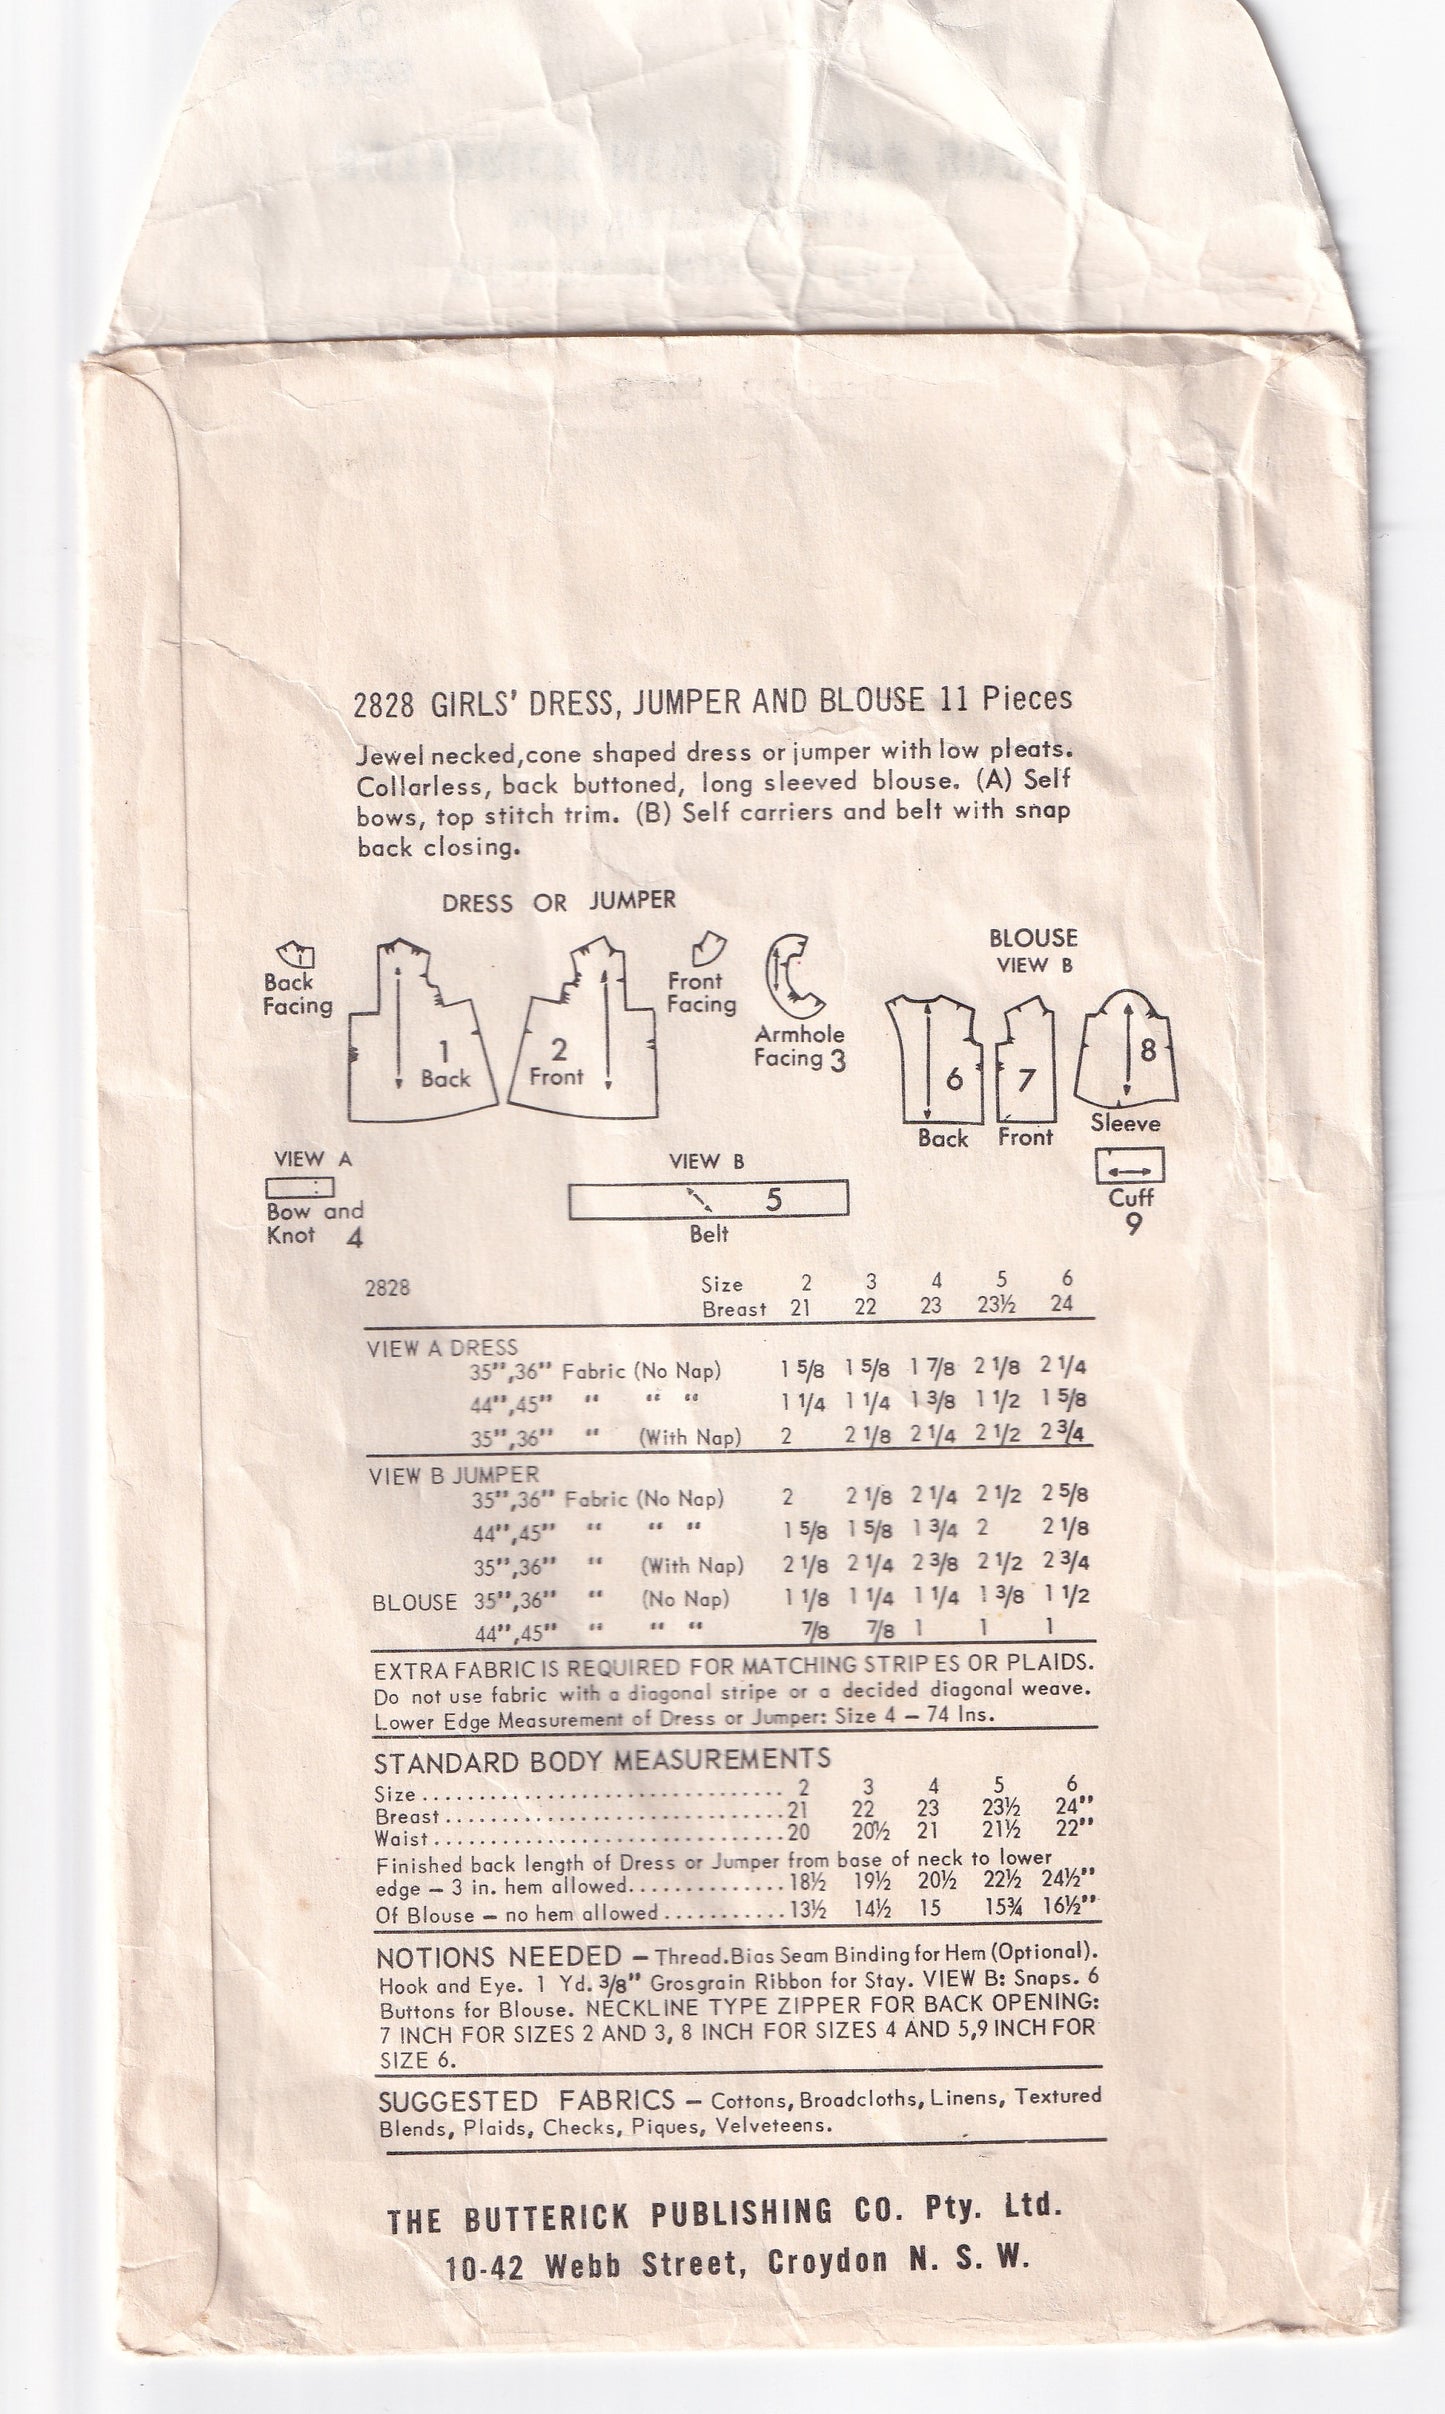 2828 GIRLS' DRESS, JUMPER AND BLOUSE 11 Pieces
Jewel necked,cone shaped dress or jumper with low pleats.
Collarless, back buttoned, long sleeved blouse. (A) Self
bows, top stitch trim. (B) Self carriers and belt with snap
back closing.
DRESS OR JUMPER
Back
Facing
1
Back
2
Front
Front
Facing
Armhole
Facing 3
BLOUSE
VIEW B
6
Back
7
Front
8
Sleeve
Cuff
9
VIEW A
Bow and
Knot 4
VIEW B
5
Belt
2828 Size 2 3 4 5 6
Breast 21 22 23 23½ 24
VIEW A DRESS
35",36" Fabric (No Nap) 1 5/8 1 5/8 1 7/8 2 1/8 2 1/4
44",45" " " " 1 1/4 1 1/4 1 3/8 1 1/2 1 5/8
35",36" " (With Nap) 2 2 1/8 2 1/4 2 1/2 2 3/4
VIEW B JUMPER
35",36" Fabric (No Nap) 2 2 1/8 2 1/4 2 1/2 2 5/8
44",45" " " " 1 5/8 1 5/8 1 3/4 2 2 1/8
35",36" " (With Nap) 2 1/8 2 1/4 2 3/8 2 1/2 2 3/4
BLOUSE 35",36" " (No Nap) 1 1/8 1 1/4 1 1/4 1 3/8 1 1/2
44",45" " " " 7/8 7/8 1 1 1
EXTRA FABRIC IS REQUIRED FOR MATCHING STRIPES OR PLAIDS.
Do not use fabric with a diagonal stripe or a decided diagonal weave.
Lower Edge Measurement of Dress or Jumper: Size 4 – 74 Ins.
STANDARD BODY MEASUREMENTS
Size ................................ 2 3 4 5 6
Breast ..............................21 22 23 23½ 24"
Waist ...............................20 20½ 21 21½ 22"
Finished back length of Dress or Jumper from base of neck to lower
edge – 3 in. hem allowed..............18½ 19½ 20½ 22½ 24½"
Of Blouse – no hem allowed ...........13½ 14½ 15 15¾ 16½"
NOTIONS NEEDED – Thread.Bias Seam Binding for Hem (Optional).
Hook and Eye. 1 Yd. 3/8" Grosgrain Ribbon for Stay. VIEW B: Snaps. 6
Buttons for Blouse. NECKLINE TYPE ZIPPER FOR BACK OPENING:
7 INCH FOR SIZES 2 AND 3, 8 INCH FOR SIZES 4 AND 5,9 INCH FOR
SIZE 6.
SUGGESTED FABRICS – Cottons, Broadcloths, Linens, Textured
Blends, Plaids, Checks, Piques, Velveteens.
THE BUTTERICK PUBLISHING CO. Pty. Ltd.
10-42 Webb Street, Croydon N. S. W.